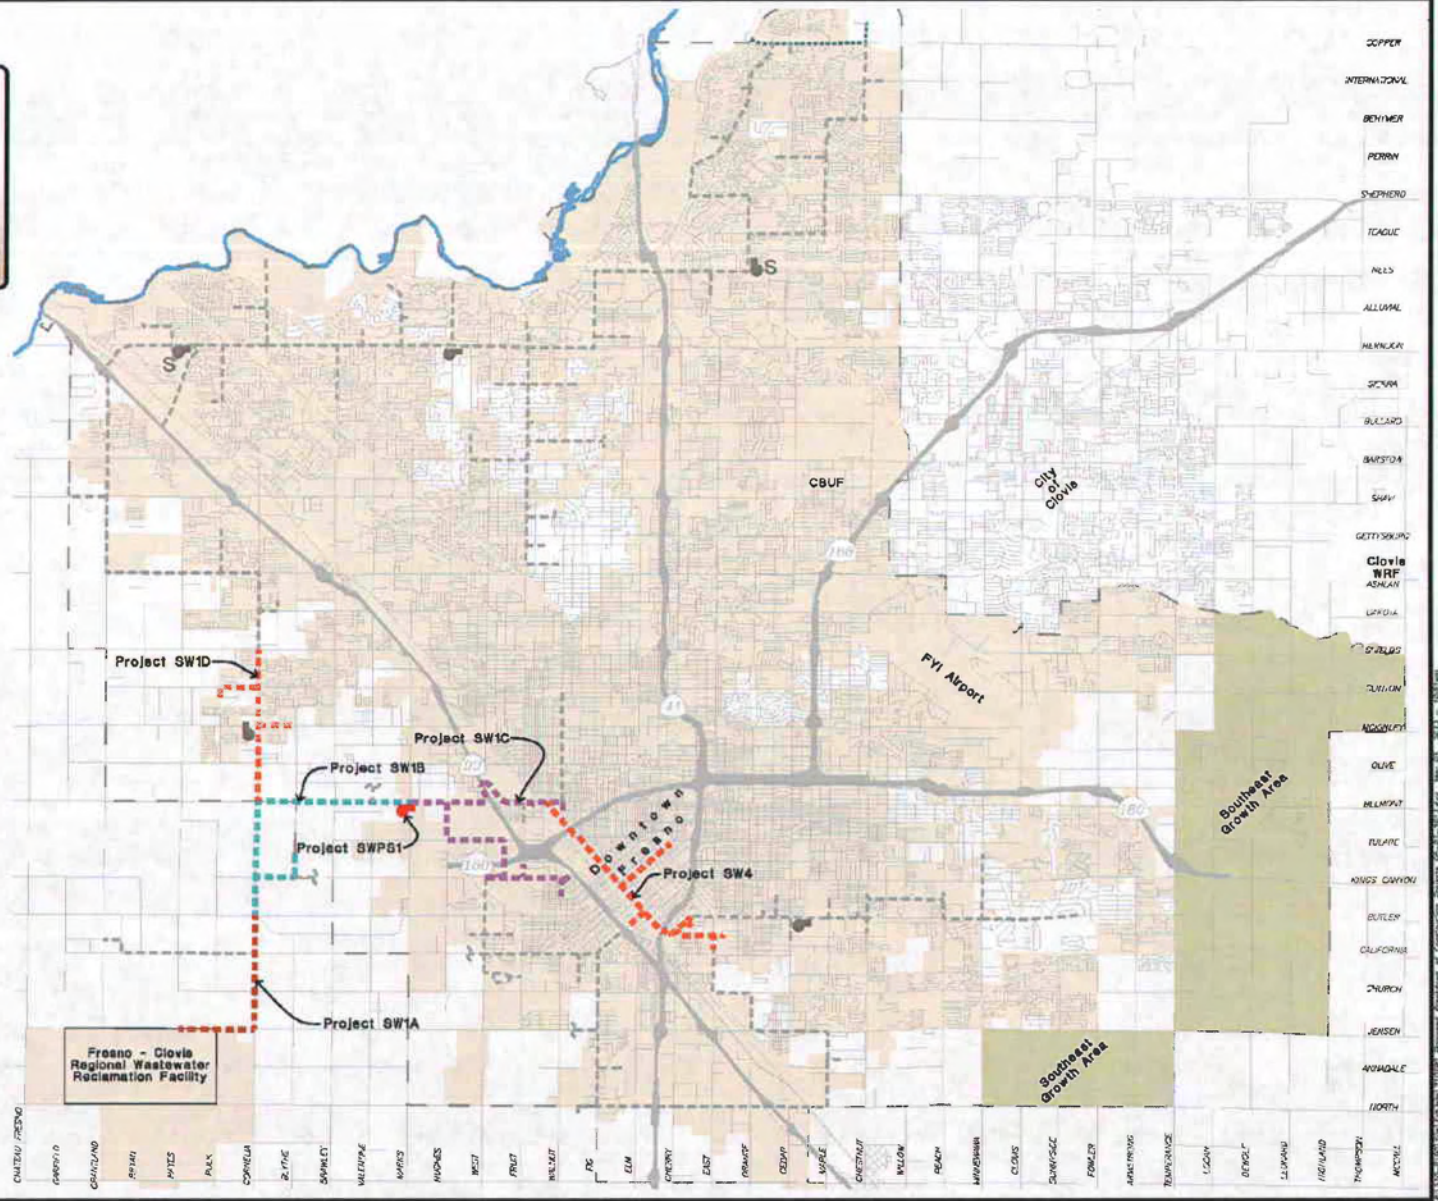 COPPER
INTERNATIONAL
BEHYMER
PERRIN
SHEPHERD
TEAGUE
NEES
ALLUVIAL
HERNDON
SIERRA
BULLARD
BARSTOW
SHAW
GETTYSBURG
Clovis
WRF
ASHLAN
DAKOTA
SHIELDS
CLINTON
MCKINLEY
OLIVE
BELMONT
TULARE
KINGS CANYON
BUTLER
CALIFORNIA
CHURCH
JENSEN
ANNADALE
NORTH
S
S
CSUF
City
of
Clovis
168
FYI Airport
41
99
180
180
Project SW1D
Project SW1C
Project SW1B
Project SWPS1
Downtown
Fresno
Project SW4
Project SW1A
Southeast
Growth Area
Southeast
Growth Area
Fresno - Clovis
Regional Wastewater
Reclamation Facility
CHATEAU FRESNO
GARFIELD
GRANTLAND
BRYAN
HAYES
POLK
CORNELIA
BLYTHE
BRAWLEY
VALENTINE
MARKS
HUGHES
WEST
FRUIT
FIG
ELM
CHERRY
EAST
ORANGE
CEDAR
MAPLE
CHESTNUT
WILLOW
PEACH
CLOVIS
SUNNYSIDE
FOWLER
ARMSTRONG
TEMPERANCE
LOCAN
DEWOLF
LEONARD
HIGHLAND
THOMPSON
MCCALL